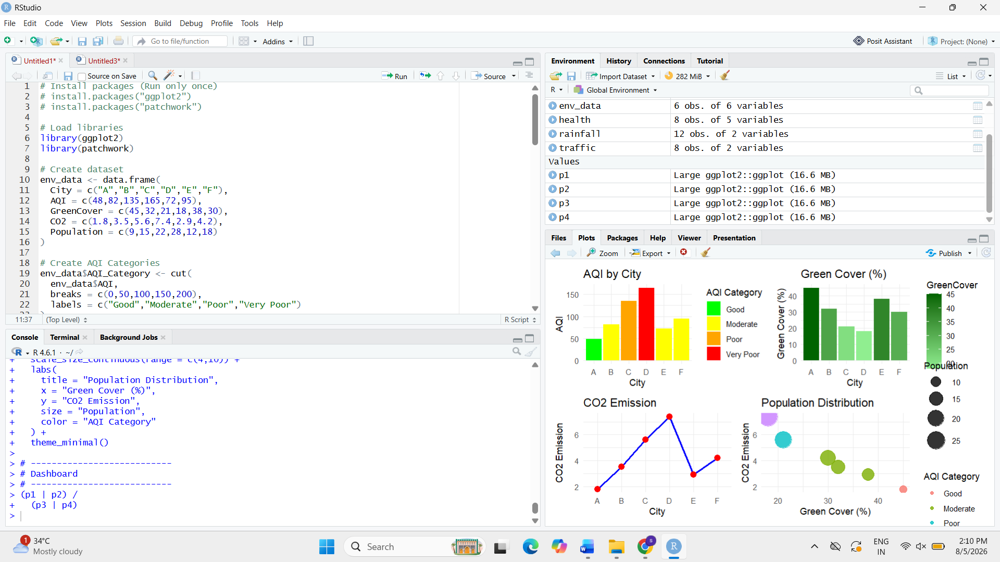 RStudio
File Edit Code View Plots Session Build Debug Profile Tools Help
Go to file/function
Addins
Posit Assistant
Project: (None)
Untitled1*
Untitled3*
Source on Save
Run
Source
1 # Install packages (Run only once)
2 # install.packages("ggplot2")
3 # install.packages("patchwork")
4
5 # Load libraries
6 library(ggplot2)
7 library(patchwork)
8
9 # Create dataset
10 env_data <- data.frame(
11 City = c("A","B","C","D","E","F"),
12 AQI = c(48,82,135,165,72,95),
13 GreenCover = c(45,32,21,18,38,30),
14 CO2 = c(1.8,3.5,5.6,7.4,2.9,4.2),
15 Population = c(9,15,22,28,12,18)
16 )
17
18 # Create AQI Categories
19 env_data$AQI_Category <- cut(
20 env_data$AQI,
21 breaks = c(0,50,100,150,200),
22 labels = c("Good","Moderate","Poor","Very Poor")
11:37
(Top Level)
R Script
Console
Terminal
Background Jobs
R 4.6.1 · ~/
+ scale_size_continuous(range = c(4,10)) +
+ labs(
+ title = "Population Distribution",
+ x = "Green Cover (%)",
+ y = "CO2 Emission",
+ size = "Population",
+ color = "AQI Category"
+ ) +
+ theme_minimal()
>
> # ---------------------------
> # Dashboard
> # ---------------------------
> (p1 | p2) /
+ (p3 | p4)
>
Environment
History
Connections
Tutorial
Import Dataset
282 MiB
List
R
Global Environment
env_data 6 obs. of 6 variables
health 8 obs. of 5 variables
rainfall 12 obs. of 2 variables
traffic 8 obs. of 2 variables
Values
p1 Large ggplot2::ggplot (16.6 MB)
p2 Large ggplot2::ggplot (16.6 MB)
p3 Large ggplot2::ggplot (16.6 MB)
p4 Large ggplot2::ggplot (16.6 MB)
Files
Plots
Packages
Help
Viewer
Presentation
Zoom
Export
Publish
AQI by City
AQI
150
100
50
0
A B C D E F
City
AQI Category
Good
Moderate
Poor
Very Poor
Green Cover (%)
Green Cover (%)
40
30
20
10
0
A B C D E F
City
GreenCover
45
40
35
30
25
20
Population
10
15
20
25
CO2 Emission
CO2 Emission
6
4
2
A B C D E F
City
Population Distribution
CO2 Emission
6
4
2
20 30 40
Green Cover (%)
AQI Category
Good
Moderate
Poor
1
34°C
Mostly cloudy
Search
ENG
IN
2:10 PM
8/5/2026